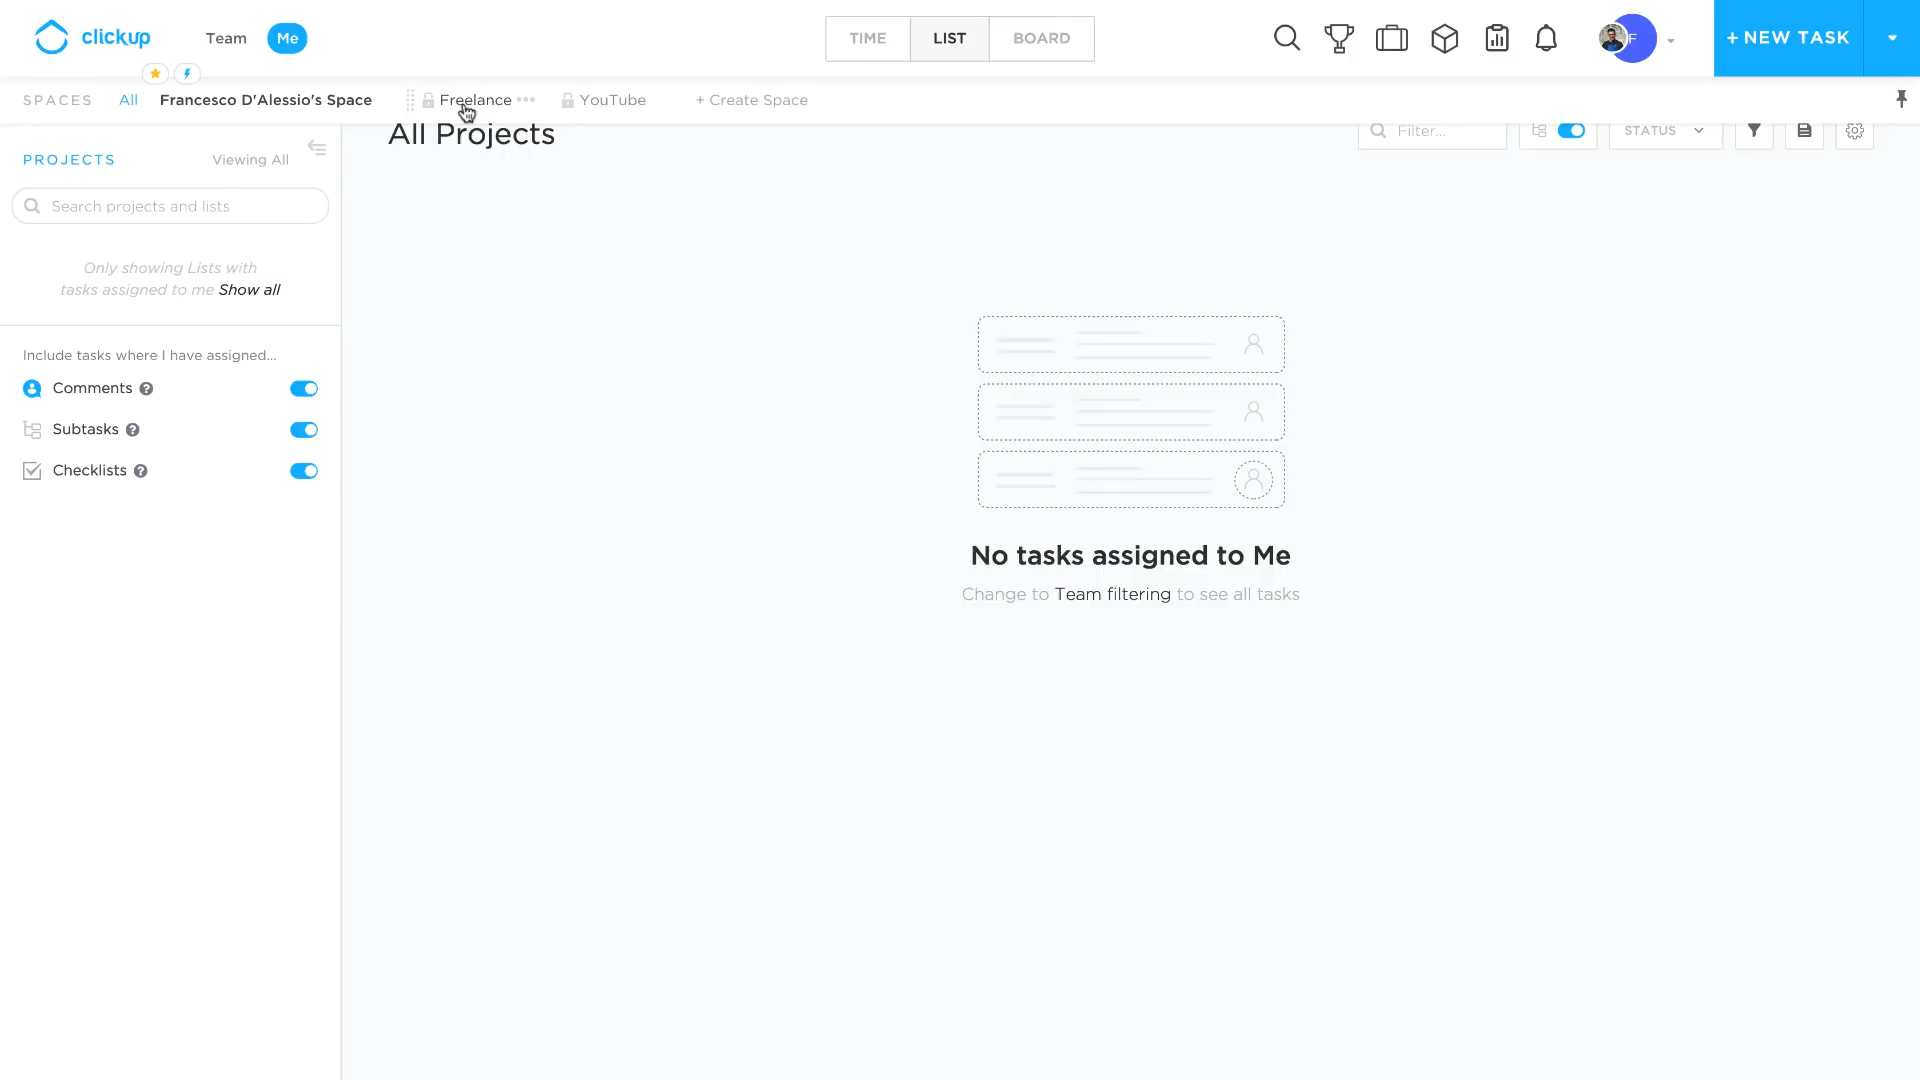 clickup
Team
Me
TIME
LIST
BOARD
F
+ NEW TASK
SPACES
All
Francesco D'Alessio's Space
Freelance
YouTube
+ Create Space
All Projects
Filter...
STATUS
PROJECTS
Viewing All
Search projects and lists
Only showing Lists with
tasks assigned to me Show all
Include tasks where I have assigned...
Comments ?
Subtasks ?
Checklists ?
No tasks assigned to Me
Change to Team filtering to see all tasks